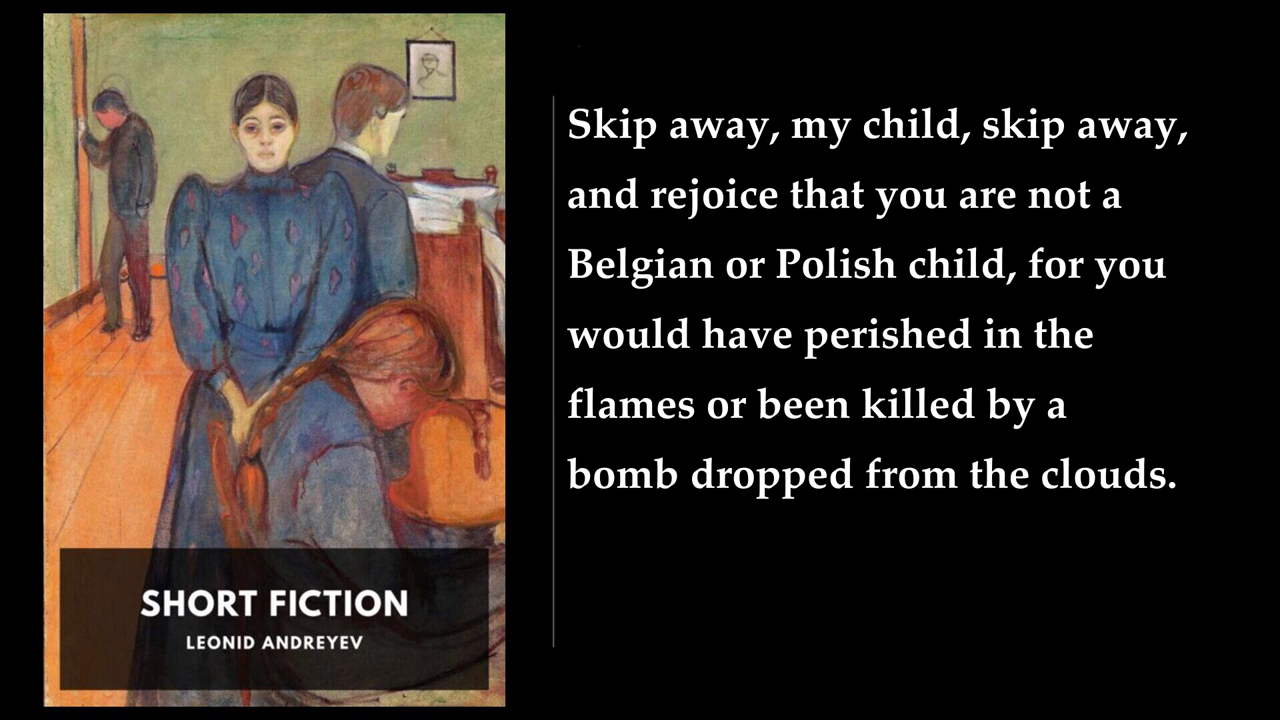 Skip away, my child, skip away,
and rejoice that you are not a
Belgian or Polish child, for you
would have perished in the
flames or been killed by a
bomb dropped from the clouds.
SHORT FICTION
LEONID ANDREYEV